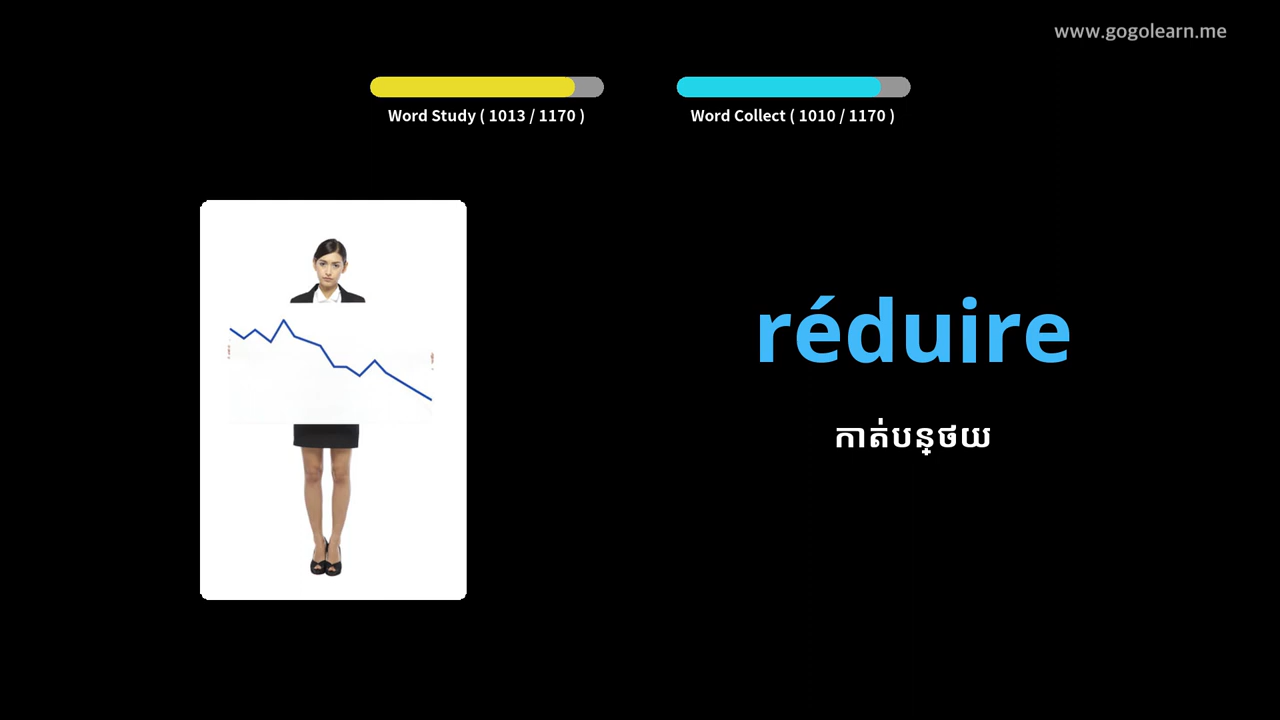 www.gogolearn.me
Word Study ( 1013 / 1170 )
Word Collect ( 1010 / 1170 )
réduire
កាត់បន្ថយ